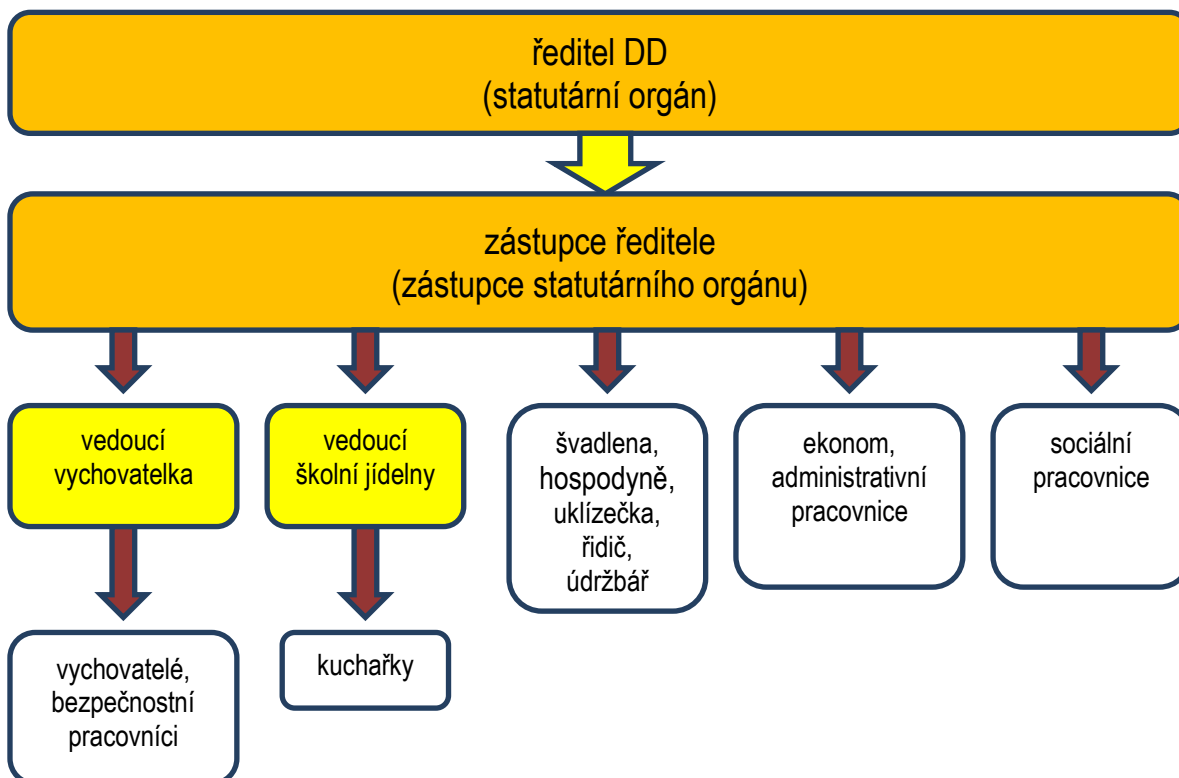 ředitel DD
(statutární orgán)
zástupce ředitele
(zástupce statutárního orgánu)
vedoucí
vychovatelka
vedoucí
školní jídelny
švadlena,
hospodyně,
uklízečka,
řidič,
údržbář
ekonom,
administrativní
pracovnice
sociální
pracovnice
vychovatelé,
bezpečnostní
pracovníci
kuchařky